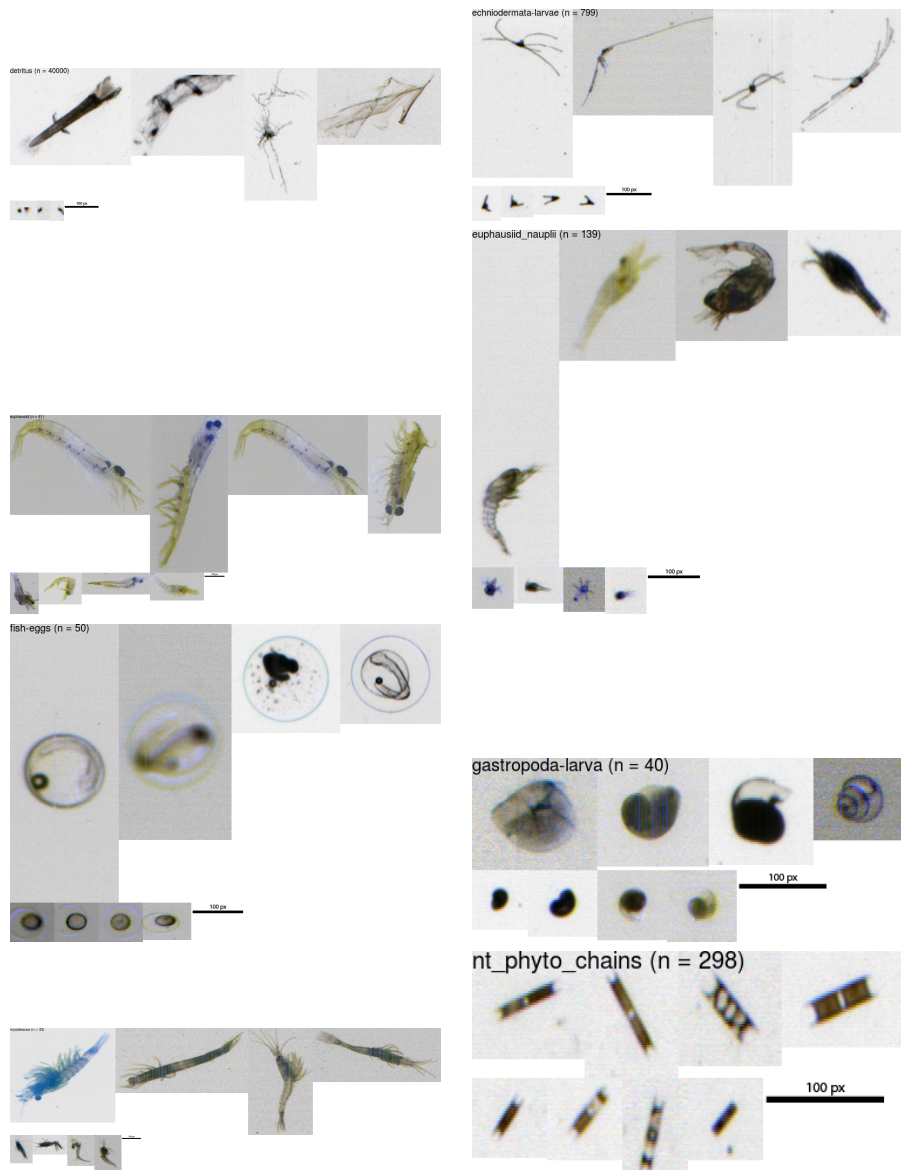 detritus (n = 40000)
100 px
echniodermata-larvae (n = 799)
100 px
euphausiid_nauplii (n = 139)
100 px
fish-eggs (n = 50)
100 px
gastropoda-larva (n = 40)
100 px
nt_phyto_chains (n = 298)
100 px